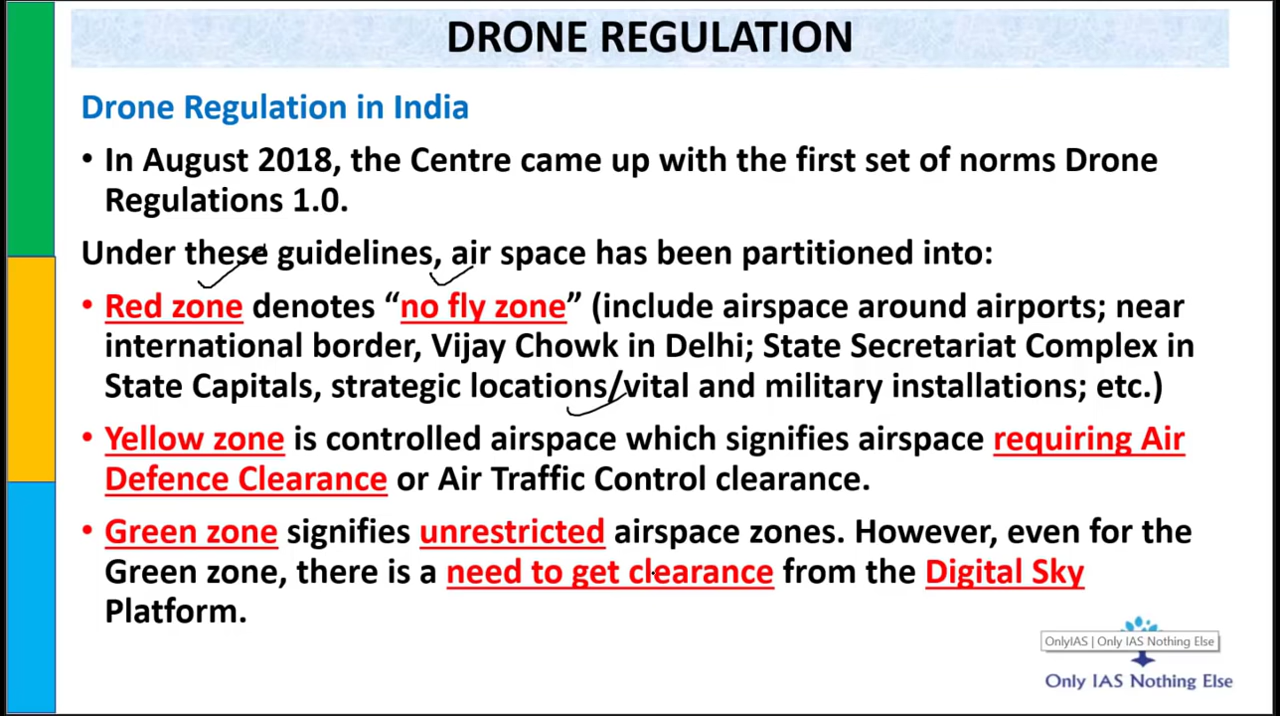 DRONE REGULATION
Drone Regulation in India
• In August 2018, the Centre came up with the first set of norms Drone
Regulations 1.0.
Under these guidelines, air space has been partitioned into:
• Red zone denotes “no fly zone” (include airspace around airports; near
international border, Vijay Chowk in Delhi; State Secretariat Complex in
State Capitals, strategic locations/vital and military installations; etc.)
• Yellow zone is controlled airspace which signifies airspace requiring Air
Defence Clearance or Air Traffic Control clearance.
• Green zone signifies unrestricted airspace zones. However, even for the
Green zone, there is a need to get clearance from the Digital Sky
Platform.
OnlyIAS | Only IAS Nothing Else
Only IAS Nothing Else